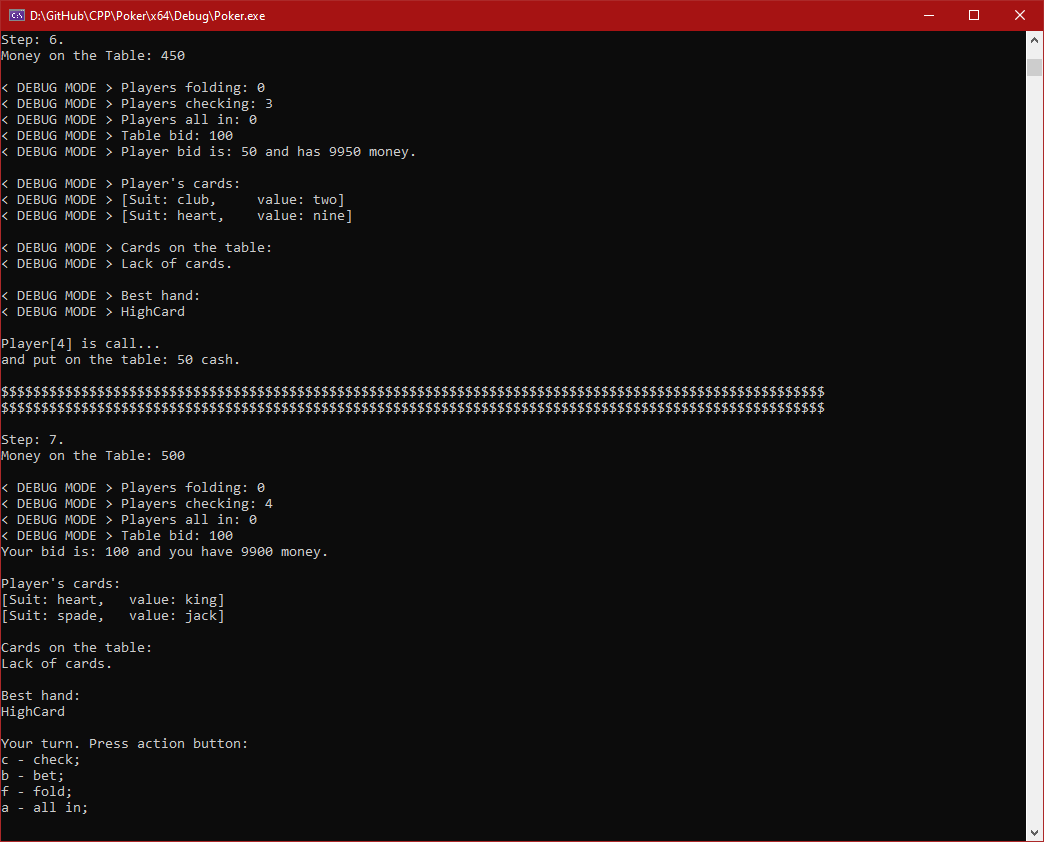 D:\GitHub\CPP\Poker\x64\Debug\Poker.exe
Step: 6.
Money on the Table: 450
< DEBUG MODE > Players folding: 0
< DEBUG MODE > Players checking: 3
< DEBUG MODE > Players all in: 0
< DEBUG MODE > Table bid: 100
< DEBUG MODE > Player bid is: 50 and has 9950 money.
< DEBUG MODE > Player's cards:
< DEBUG MODE > [Suit: club,     value: two]
< DEBUG MODE > [Suit: heart,    value: nine]
< DEBUG MODE > Cards on the table:
< DEBUG MODE > Lack of cards.
< DEBUG MODE > Best hand:
< DEBUG MODE > HighCard
Player[4] is call...
and put on the table: 50 cash.
$$$$$$$$$$$$$$$$$$$$$$$$$$$$$$$$$$$$$$$$$$$$$$$$$$$$$$$$$$$$$$$$$$$$$$$$$$$$$$$$$$$$$$$$$$$$$$$$$$$$$$$
$$$$$$$$$$$$$$$$$$$$$$$$$$$$$$$$$$$$$$$$$$$$$$$$$$$$$$$$$$$$$$$$$$$$$$$$$$$$$$$$$$$$$$$$$$$$$$$$$$$$$$$
Step: 7.
Money on the Table: 500
< DEBUG MODE > Players folding: 0
< DEBUG MODE > Players checking: 4
< DEBUG MODE > Players all in: 0
< DEBUG MODE > Table bid: 100
Your bid is: 100 and you have 9900 money.
Player's cards:
[Suit: heart,   value: king]
[Suit: spade,   value: jack]
Cards on the table:
Lack of cards.
Best hand:
HighCard
Your turn. Press action button:
c - check;
b - bet;
f - fold;
a - all in;